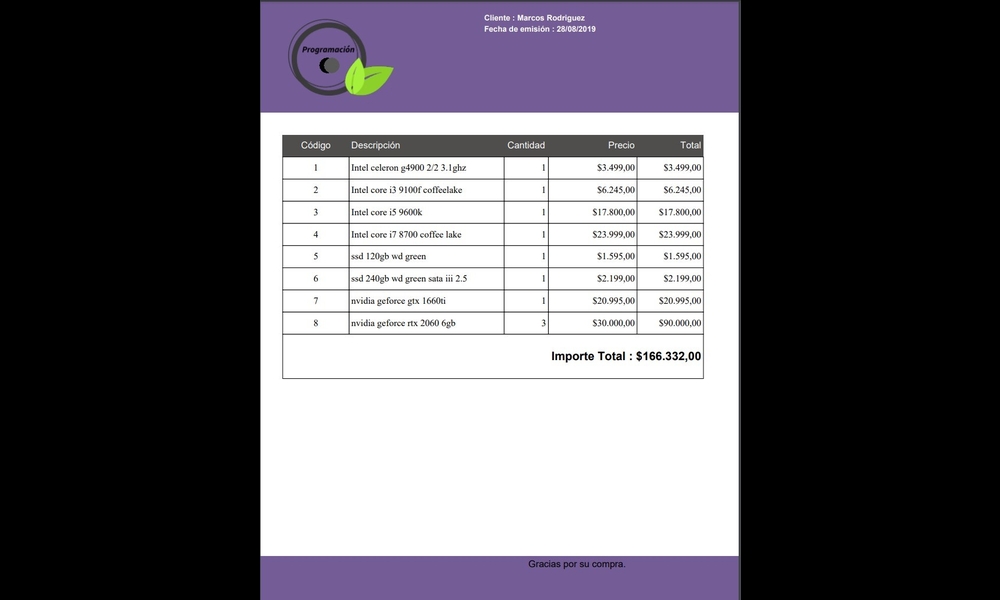 Programación
Cliente : Marcos Rodriguez
Fecha de emisión : 28/08/2019
Código Descripción Cantidad Precio Total
1 Intel celeron g4900 2/2 3.1ghz 1 $3.499,00 $3.499,00
2 Intel core i3 9100f coffeelake 1 $6.245,00 $6.245,00
3 Intel core i5 9600k 1 $17.800,00 $17.800,00
4 Intel core i7 8700 coffee lake 1 $23.999,00 $23.999,00
5 ssd 120gb wd green 1 $1.595,00 $1.595,00
6 ssd 240gb wd green sata iii 2.5 1 $2.199,00 $2.199,00
7 nvidia geforce gtx 1660ti 1 $20.995,00 $20.995,00
8 nvidia geforce rtx 2060 6gb 3 $30.000,00 $90.000,00
Importe Total : $166.332,00
Gracias por su compra.